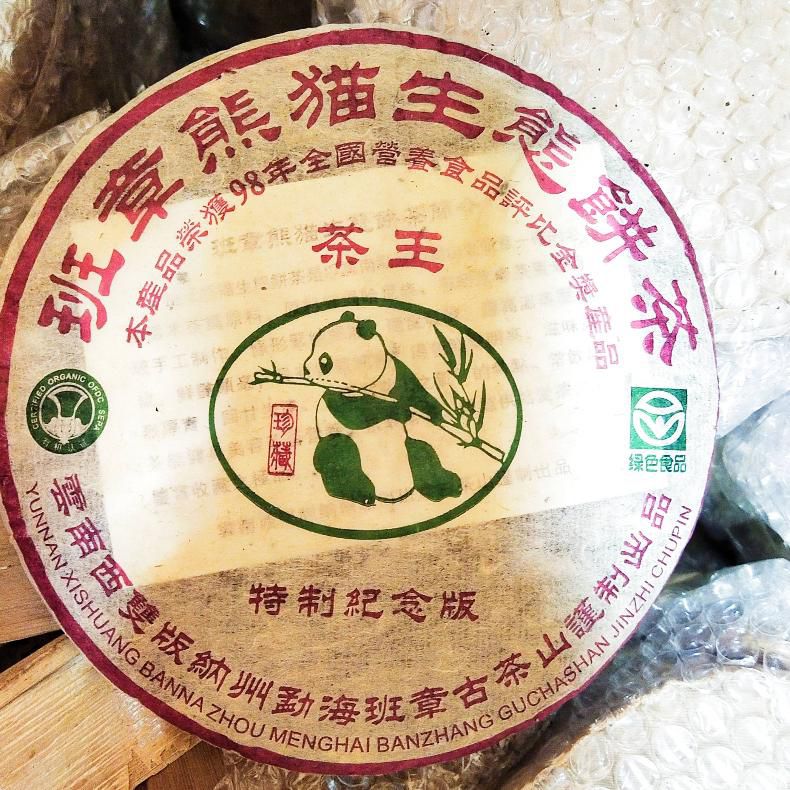 班章熊猫生態餅茶
本產品榮獲98年全國營養食品評比金獎產品
茶王
珍藏
CERTIFIED ORGANIC OFDC SEPA
绿色食品
特制紀念版
雲南西雙版納州勐海班章古茶山謹制出品
YUNNAN XISHUANG BANNA ZHOU MENGHAI BANZHANG GUCHASHAN JINZHI CHUPIN